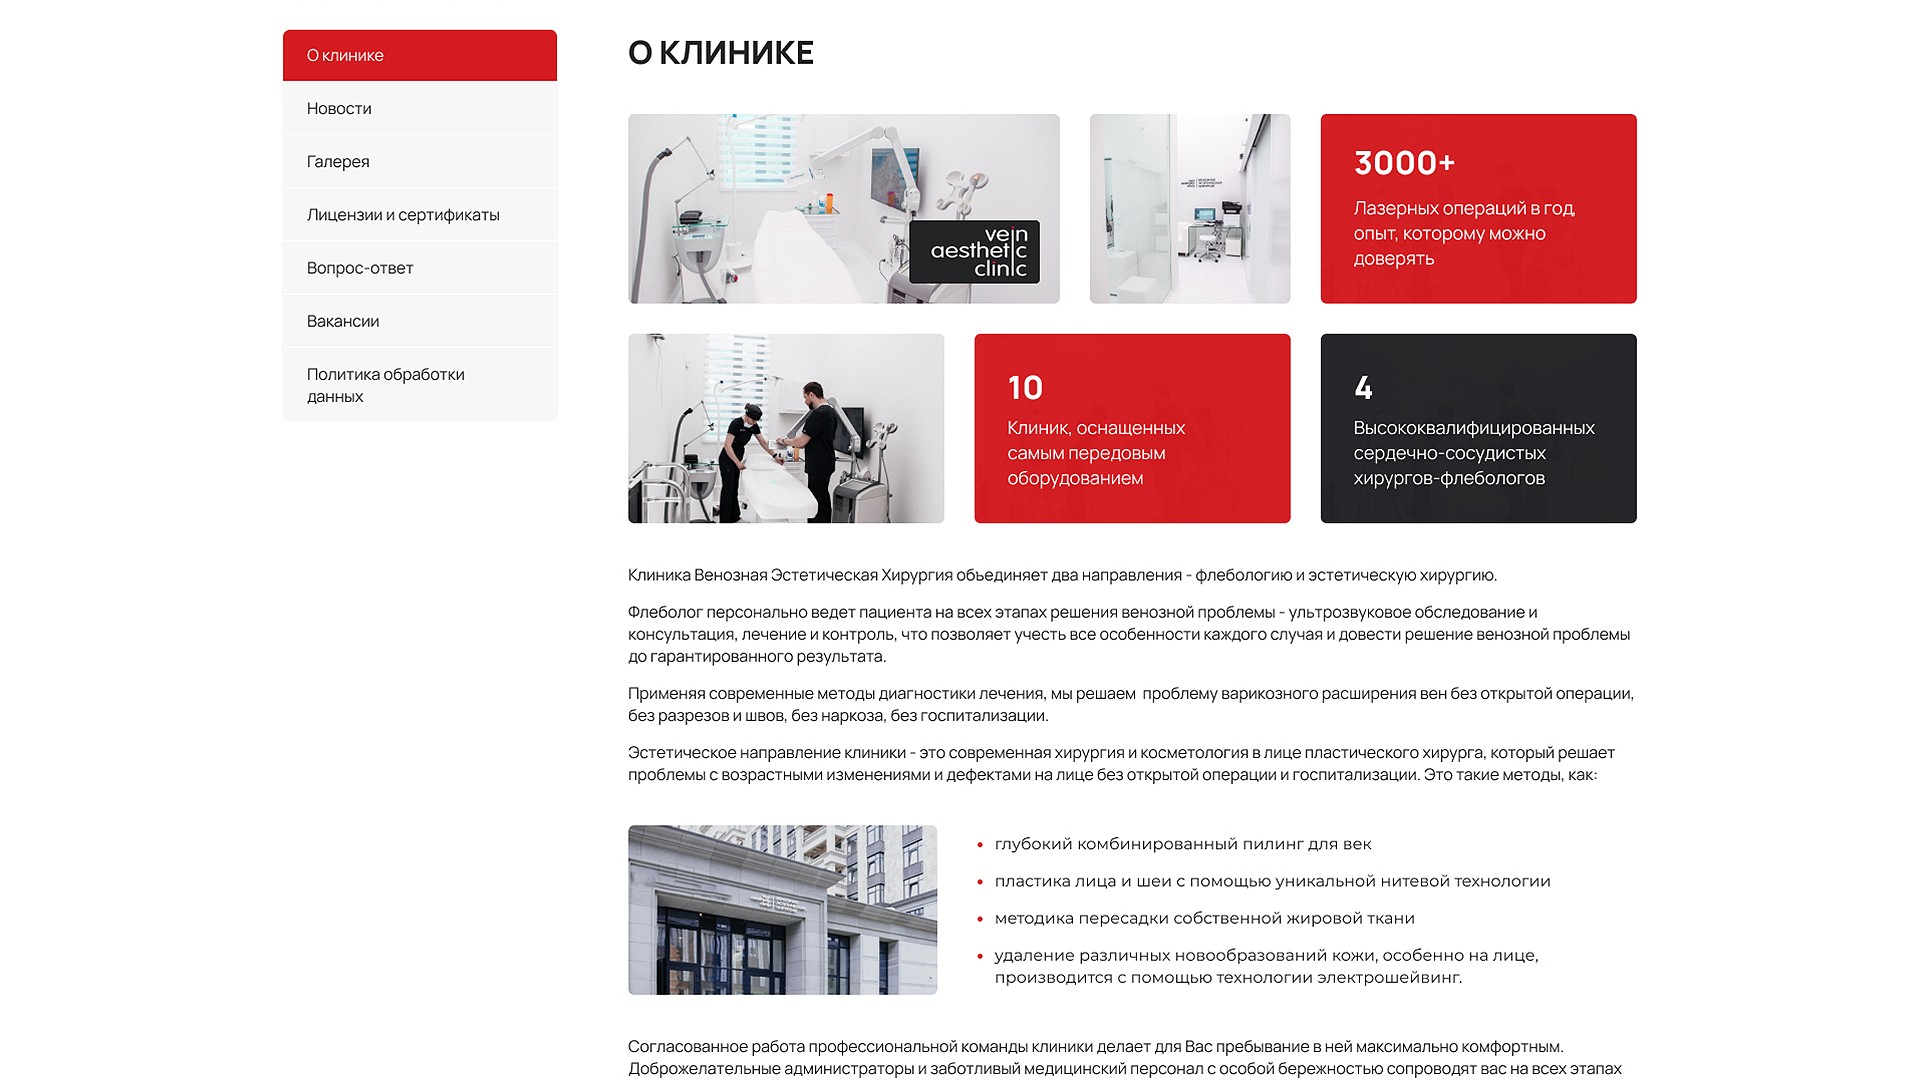 О клинике
Новости
Галерея
Лицензии и сертификаты
Вопрос-ответ
Вакансии
Политика обработки
данных
О КЛИНИКЕ
vein
aesthetic
clinic
3000+
Лазерных операций в год,
опыт, которому можно
доверять
10
Клиник, оснащенных
самым передовым
оборудованием
4
Высококвалифицированных
сердечно-сосудистых
хирургов-флебологов
Клиника Венозная Эстетическая Хирургия объединяет два направления - флебологию и эстетическую хирургию.
Флеболог персонально ведет пациента на всех этапах решения венозной проблемы - ультрозвуковое обследование и
консультация, лечение и контроль, что позволяет учесть все особенности каждого случая и довести решение венозной проблемы
до гарантированного результата.
Применяя современные методы диагностики лечения, мы решаем  проблему варикозного расширения вен без открытой операции,
без разрезов и швов, без наркоза, без госпитализации.
Эстетическое направление клиники - это современная хирургия и косметология в лице пластического хирурга, который решает
проблемы с возрастными изменениями и дефектами на лице без открытой операции и госпитализации. Это такие методы, как:
• глубокий комбинированный пилинг для век
• пластика лица и шеи с помощью уникальной нитевой технологии
• методика пересадки собственной жировой ткани
• удаление различных новообразований кожи, особенно на лице,
производится с помощью технологии электрошейвинг.
Согласованное работа профессиональной команды клиники делает для Вас пребывание в ней максимально комфортным.
Доброжелательные администраторы и заботливый медицинский персонал с особой бережностью сопроводят вас на всех этапах